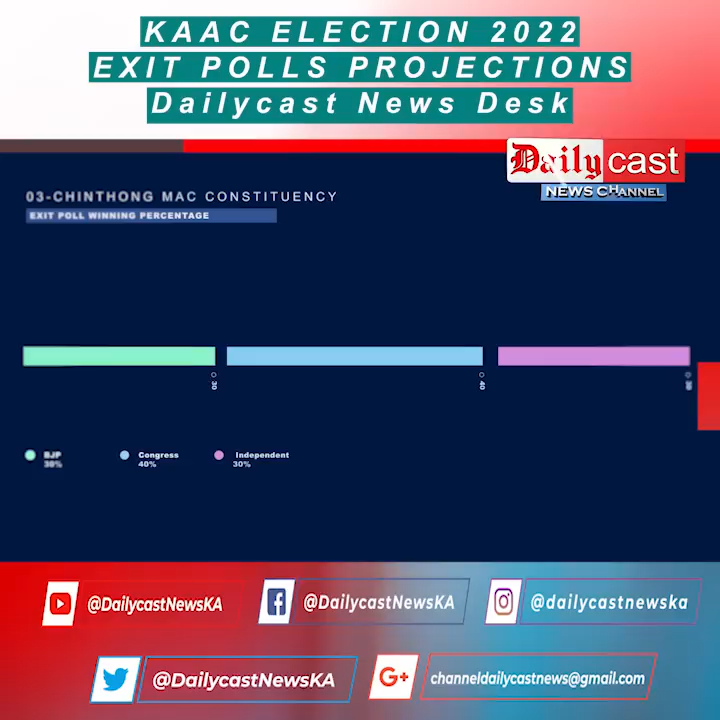 KAAC ELECTION 2022
EXIT POLLS PROJECTIONS
Dailycast News Desk
Dailycast
NEWS CHANNEL
03-CHINTHONG MAC CONSTITUENCY
EXIT POLL WINNING PERCENTAGE
30 40 30
BJP Congress Independent
30% 40% 30%
@DailycastNewsKA @DailycastNewsKA @dailycastnewska
@DailycastNewsKA G+ channeldailycastnews@gmail.com